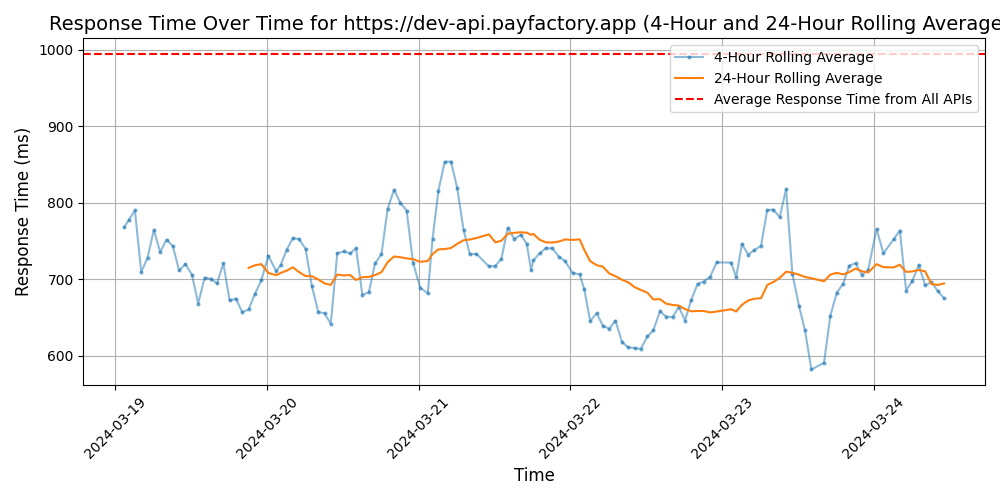 Response Time Over Time for https://dev-api.payfactory.app (4-Hour and 24-Hour Rolling Average
1000
900
800
700
600
Response Time (ms)
4-Hour Rolling Average
24-Hour Rolling Average
Average Response Time from All APIs
2024-03-19
2024-03-20
2024-03-21
2024-03-22
2024-03-23
2024-03-24
Time